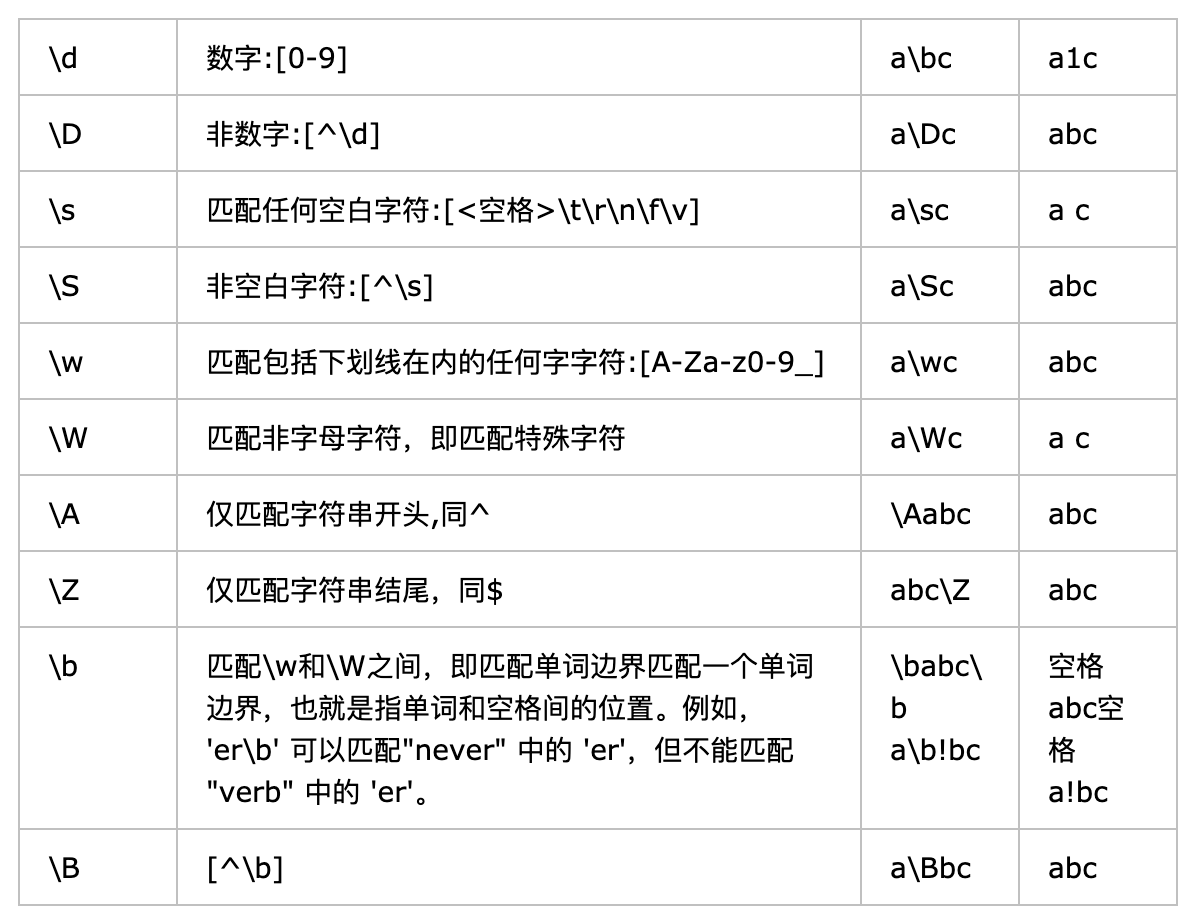 \d 数字:[0-9] a\bc a1c
\D 非数字:[^\d] a\Dc abc
\s 匹配任何空白字符:[<空格>\t\r\n\f\v] a\sc a c
\S 非空白字符:[^\s] a\Sc abc
\w 匹配包括下划线在内的任何字字符:[A-Za-z0-9_] a\wc abc
\W 匹配非字母字符，即匹配特殊字符 a\Wc a c
\A 仅匹配字符串开头,同^ \Aabc abc
\Z 仅匹配字符串结尾，同$ abc\Z abc
\b 匹配\w和\W之间，即匹配单词边界匹配一个单词 \babc\ 空格
边界，也就是指单词和空格间的位置。例如， b abc空
'er\b' 可以匹配"never" 中的 'er'，但不能匹配 a\b!bc 格
"verb" 中的 'er'。 a!bc
\B [^\b] a\Bbc abc